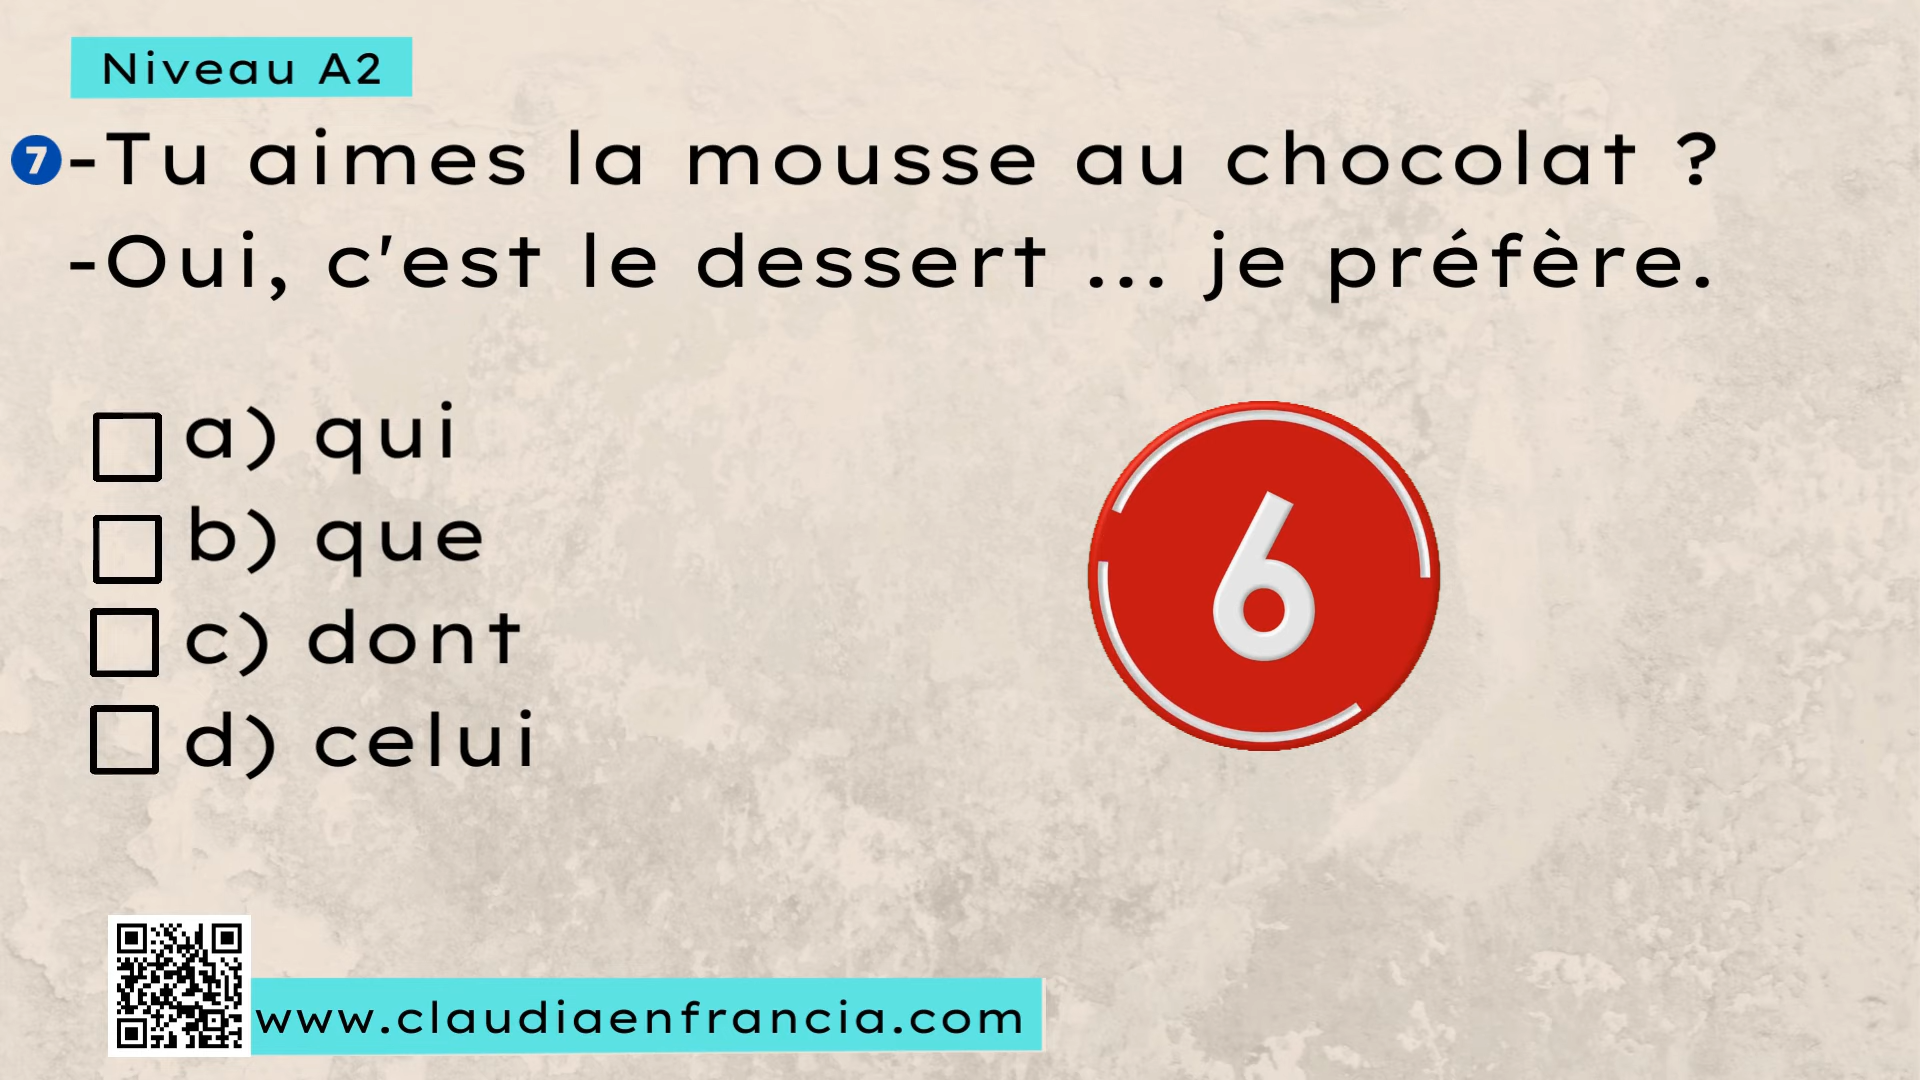 Niveau A2
7 -Tu aimes la mousse au chocolat ?
-Oui, c'est le dessert ... je préfère.
a) qui
b) que
c) dont
d) celui
6
www.claudiaenfrancia.com